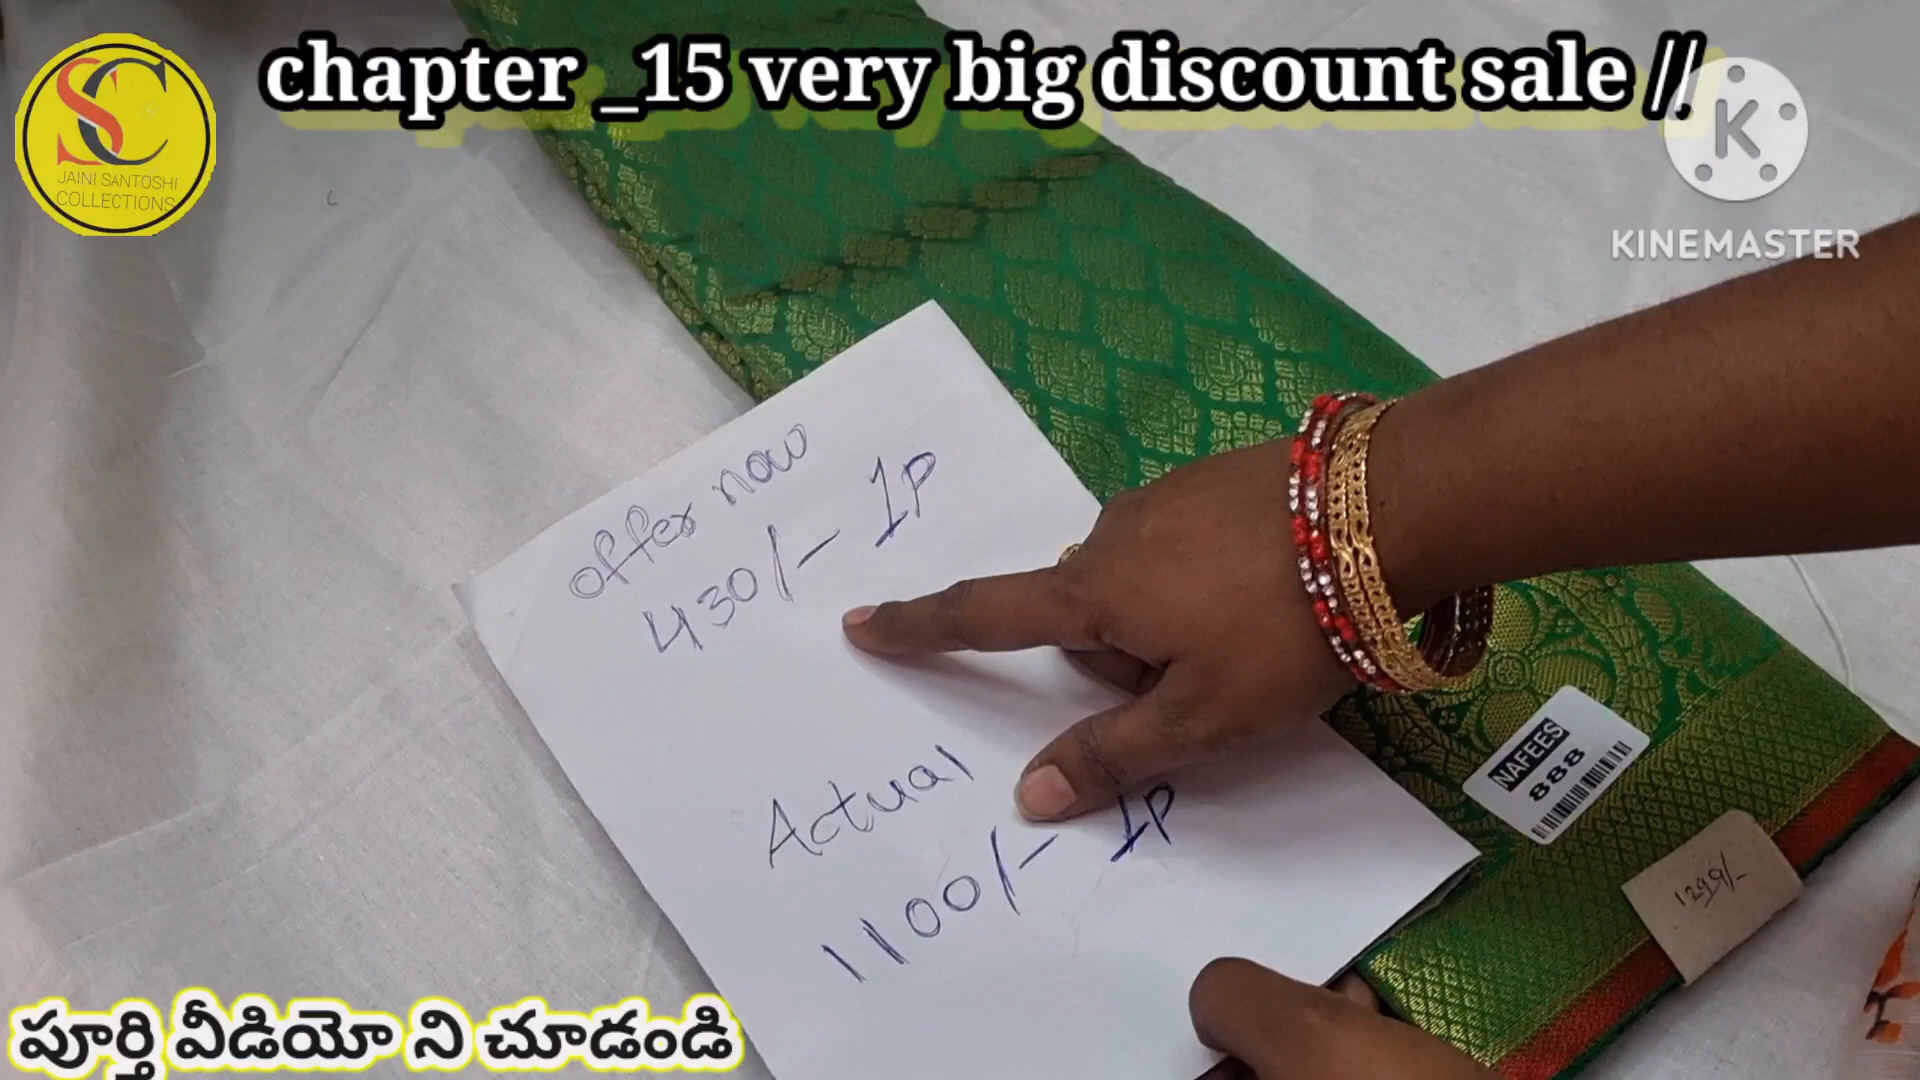 chapter _15 very big discount sale //
SC
JAINI SANTOSHI
COLLECTIONS
K
KINEMASTER
offer now
430/- 1p
Actual
1100/- 1p
NAFEES
888
1299/-
పూర్తి వీడియో ని చూడండి